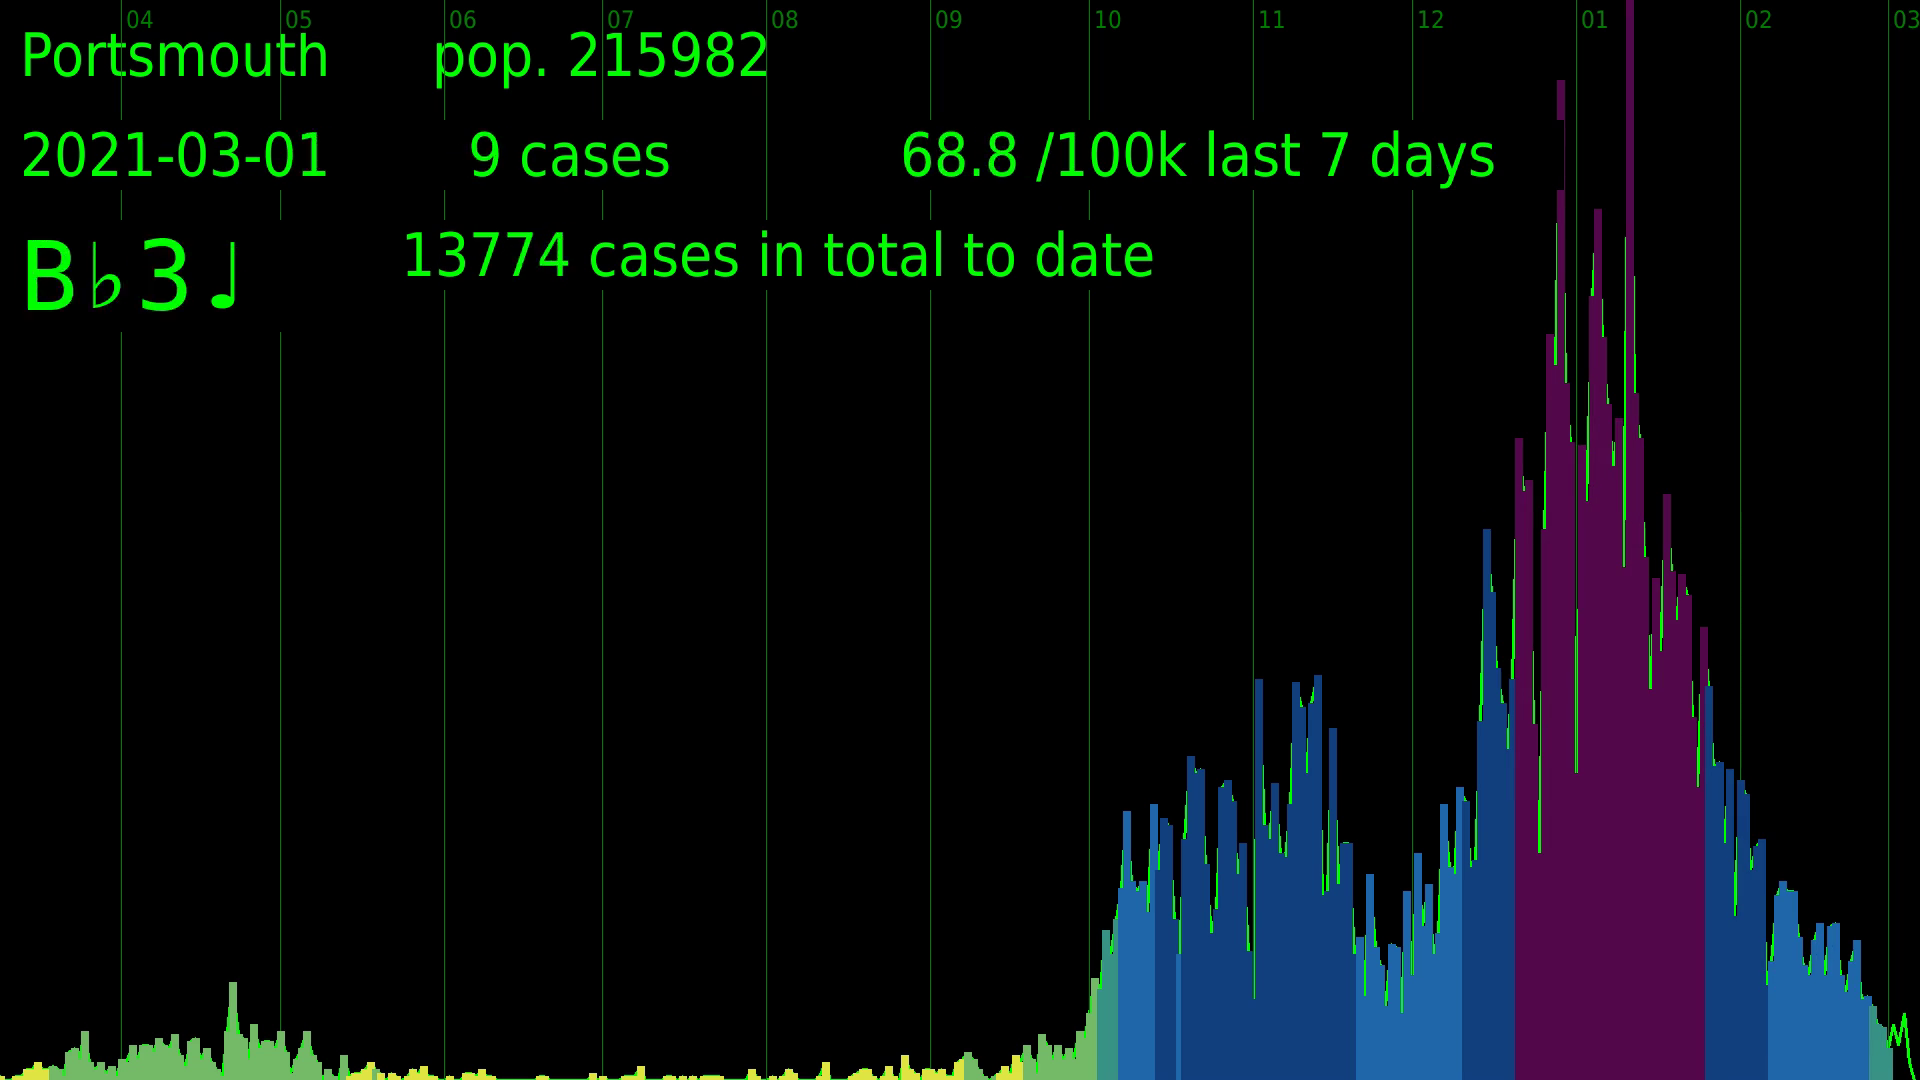 04 05 06 07 08 09 10 11 12 01 02 03
Portsmouth pop. 215982
2021-03-01 9 cases 68.8 /100k last 7 days
B♭3♩ 13774 cases in total to date